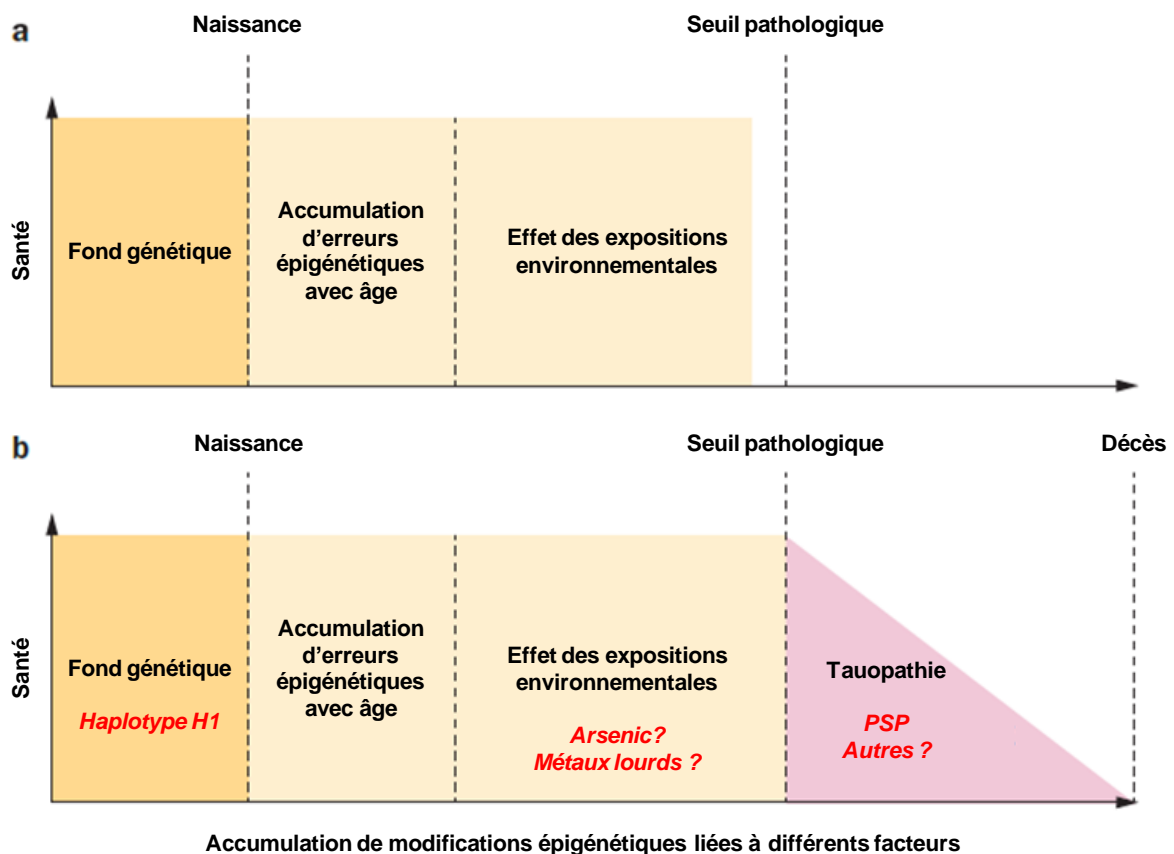 a
Naissance
Seuil pathologique
Santé
Fond génétique
Accumulation
d'erreurs
épigénétiques
avec âge
Effet des expositions
environnementales
b
Naissance
Seuil pathologique
Décès
Santé
Fond génétique
Haplotype H1
Accumulation
d'erreurs
épigénétiques
avec âge
Effet des expositions
environnementales
Arsenic?
Métaux lourds ?
Tauopathie
PSP
Autres ?
Accumulation de modifications épigénétiques liées à différents facteurs